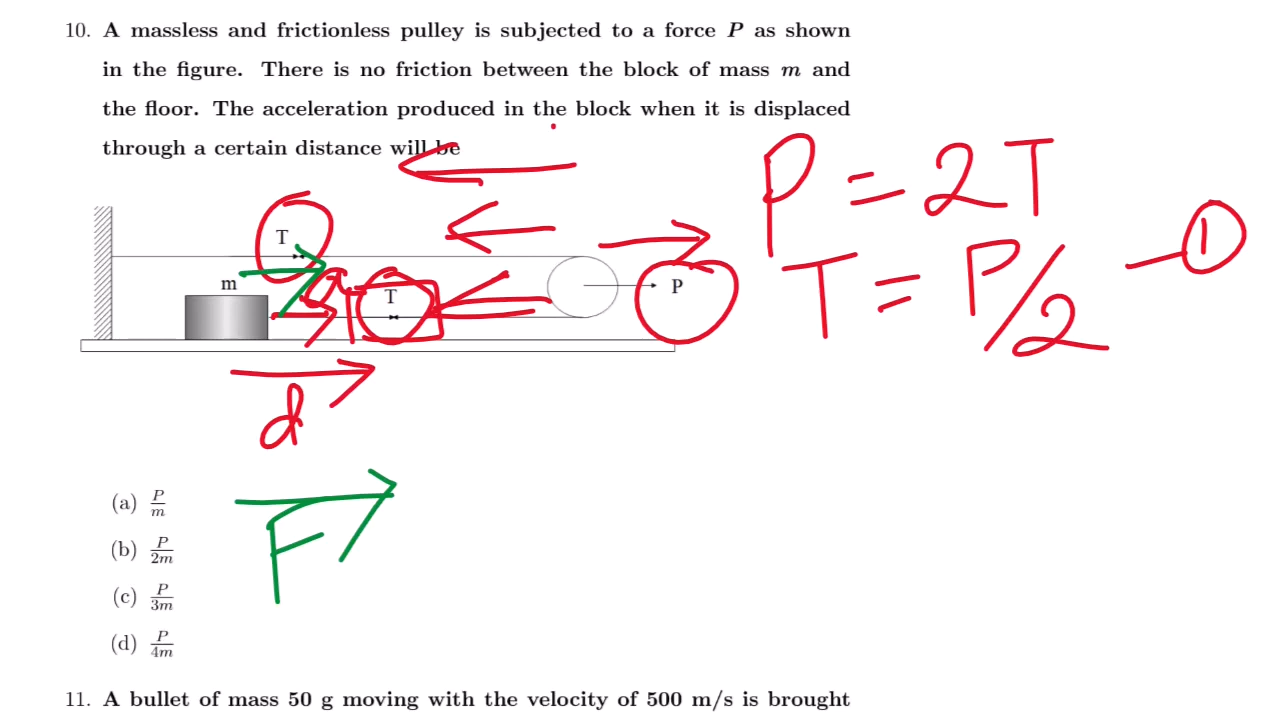 10. A massless and frictionless pulley is subjected to a force P as shown
in the figure. There is no friction between the block of mass m and
the floor. The acceleration produced in the block when it is displaced
through a certain distance will be
P = 2T
T
T = P/2 — 1
m
T
P
d
(a) P/m
F
(b) P/2m
(c) P/3m
(d) P/4m
11. A bullet of mass 50 g moving with the velocity of 500 m/s is brought